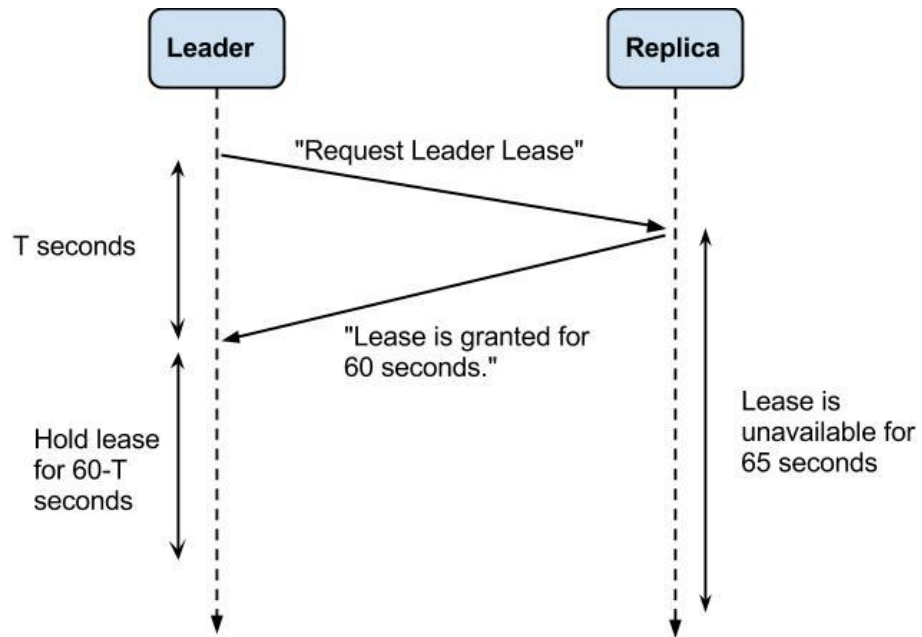 Leader
Replica
"Request Leader Lease"
T seconds
"Lease is granted for
60 seconds."
Hold lease
for 60-T
seconds
Lease is
unavailable for
65 seconds